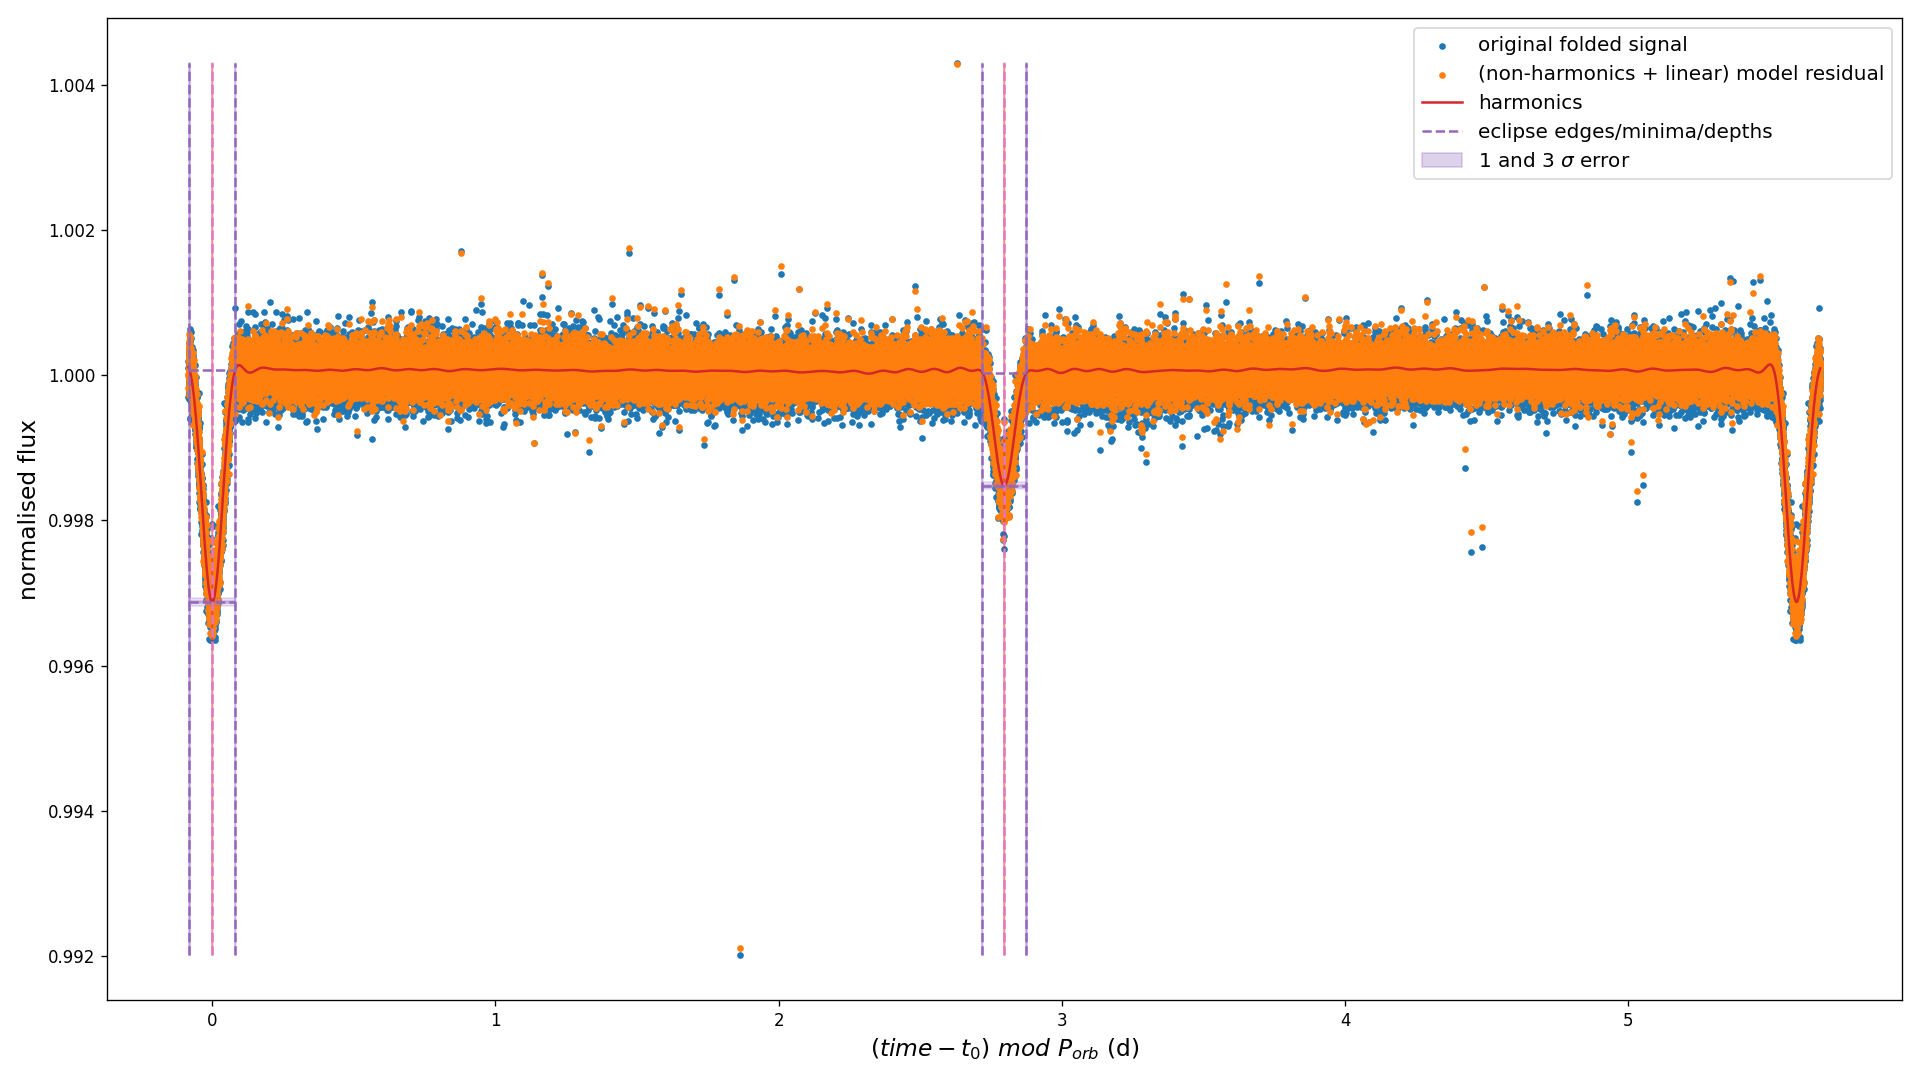 original folded signal
(non-harmonics + linear) model residual
harmonics
eclipse edges/minima/depths
1 and 3 σ error
normalised flux
1.004
1.002
1.000
0.998
0.996
0.994
0.992
0 1 2 3 4 5
(time − t₀) mod Pₒᵣb (d)